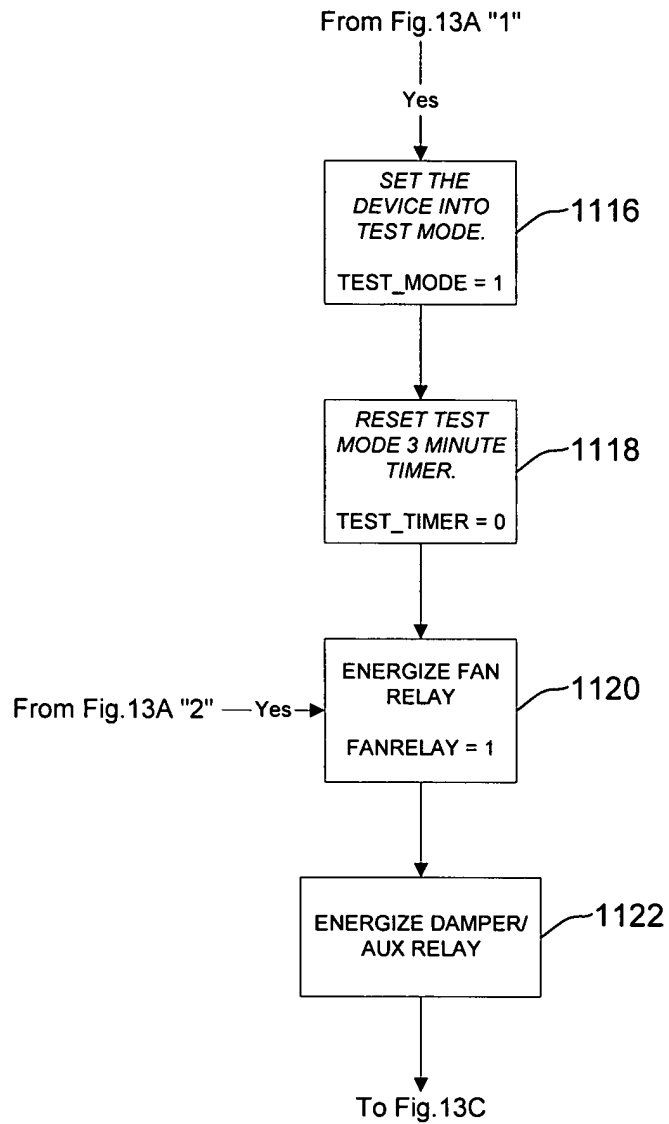 From Fig.13A "1"
Yes
SET THE
DEVICE INTO
TEST MODE.
TEST_MODE = 1
1116
RESET TEST
MODE 3 MINUTE
TIMER.
TEST_TIMER = 0
1118
From Fig.13A "2"
Yes
ENERGIZE FAN
RELAY
FANRELAY = 1
1120
ENERGIZE DAMPER/
AUX RELAY
1122
To Fig.13C